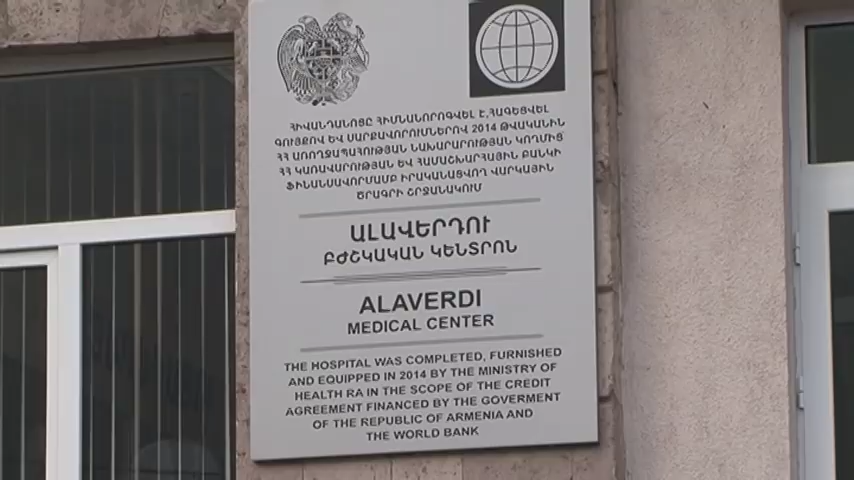 ՀԻՎԱՆԴԱՆՈՑԸ ՀԻՄՆԱՆՈՐՈԳՎԵԼ Է, ՀԱԳԵՑՎԵԼ
ԳՈՒՅՔՈՎ ԵՎ ՍԱՐՔԱՎՈՐՈՒՄՆԵՐՈՎ 2014 ԹՎԱԿԱՆԻՆ
ՀՀ ԱՌՈՂՋԱՊԱՀՈՒԹՅԱՆ ՆԱԽԱՐԱՐՈՒԹՅԱՆ ԿՈՂՄԻՑ՝
ՀՀ ԿԱՌԱՎԱՐՈՒԹՅԱՆ ԵՎ ՀԱՄԱՇԽԱՐՀԱՅԻՆ ԲԱՆԿԻ
ՖԻՆԱՆՍԱՎՈՐՄԱՄԲ ԻՐԱԿԱՆԱՑՎՈՂ ՎԱՐԿԱՅԻՆ
ԾՐԱԳՐԻ ՇՐՋԱՆԱԿՈՒՄ
ԱԼԱՎԵՐԴՈՒ
ԲԺՇԿԱԿԱՆ ԿԵՆՏՐՈՆ
ALAVERDI
MEDICAL CENTER
THE HOSPITAL WAS COMPLETED, FURNISHED
AND EQUIPPED IN 2014 BY THE MINISTRY OF
HEALTH RA IN THE SCOPE OF THE CREDIT
AGREEMENT FINANCED BY THE GOVERMENT
OF THE REPUBLIC OF ARMENIA AND
THE WORLD BANK